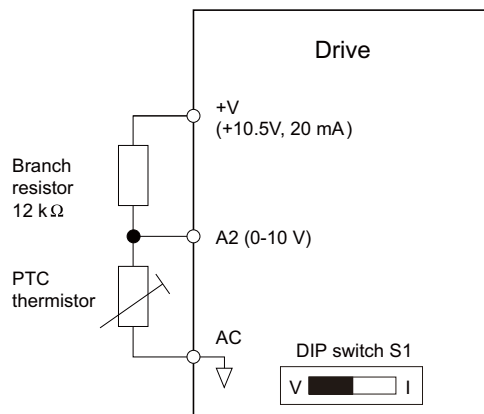 Drive
+V
(+10.5V, 20 mA)
Branch
resistor
12 kΩ
A2 (0-10 V)
PTC
thermistor
AC
DIP switch S1
V I